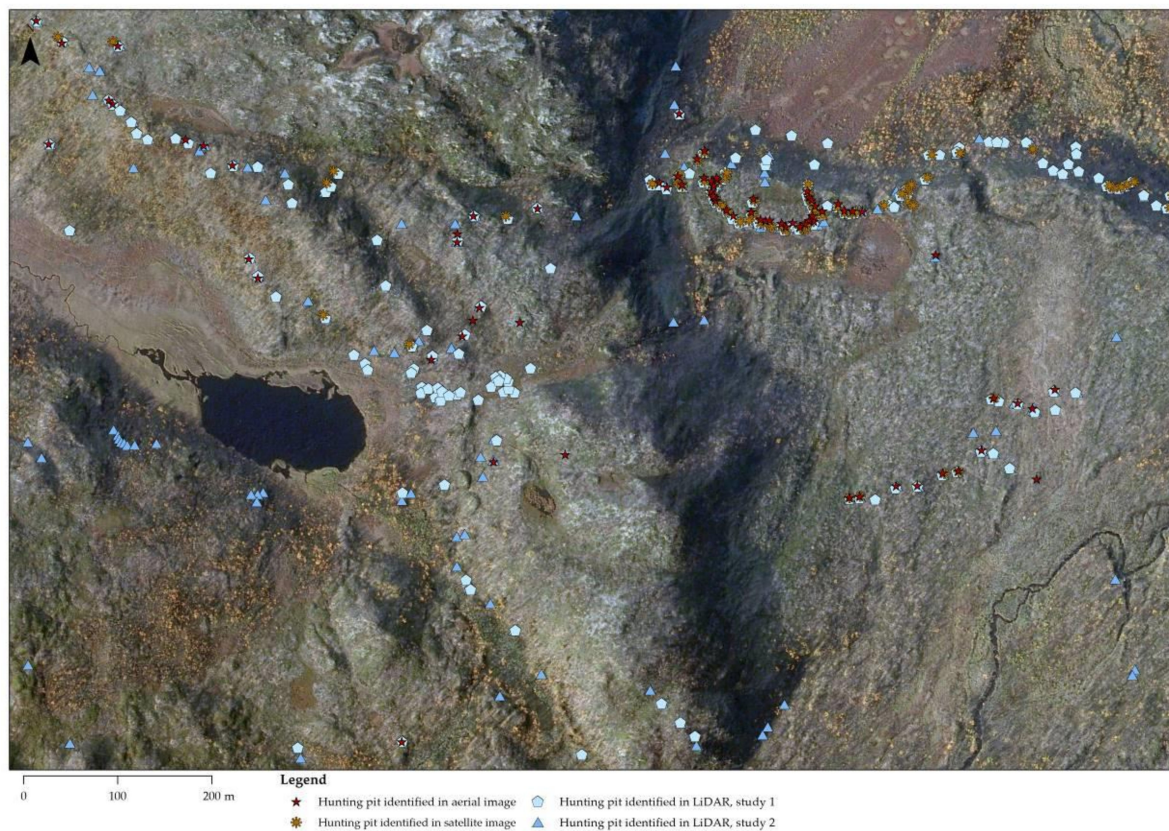 0 100 200 m
Legend
Hunting pit identified in aerial image
Hunting pit identified in LiDAR, study 1
Hunting pit identified in satellite image
Hunting pit identified in LiDAR, study 2